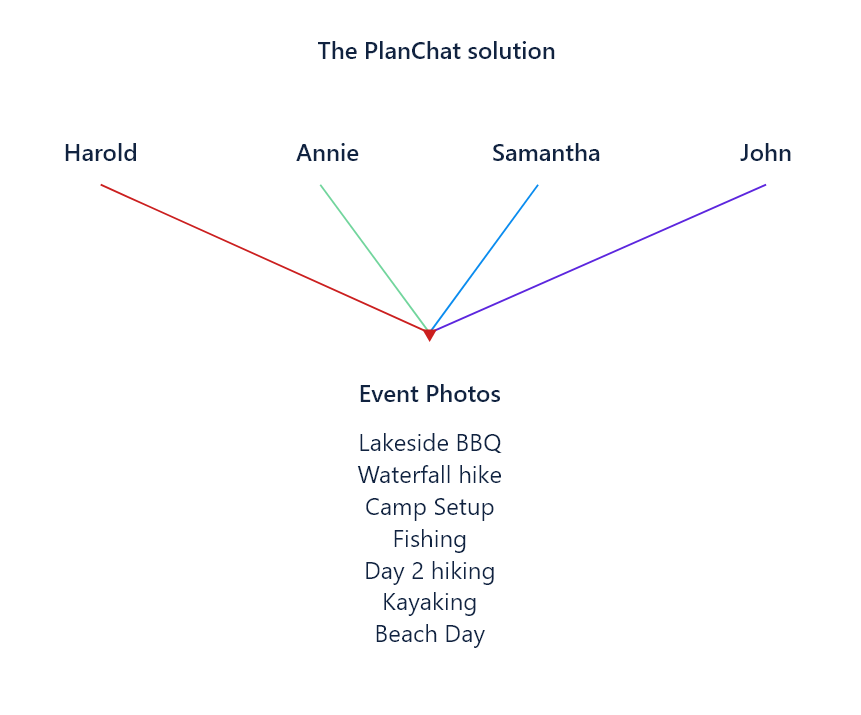 The PlanChat solution
Harold Annie Samantha John
Event Photos
Lakeside BBQ
Waterfall hike
Camp Setup
Fishing
Day 2 hiking
Kayaking
Beach Day